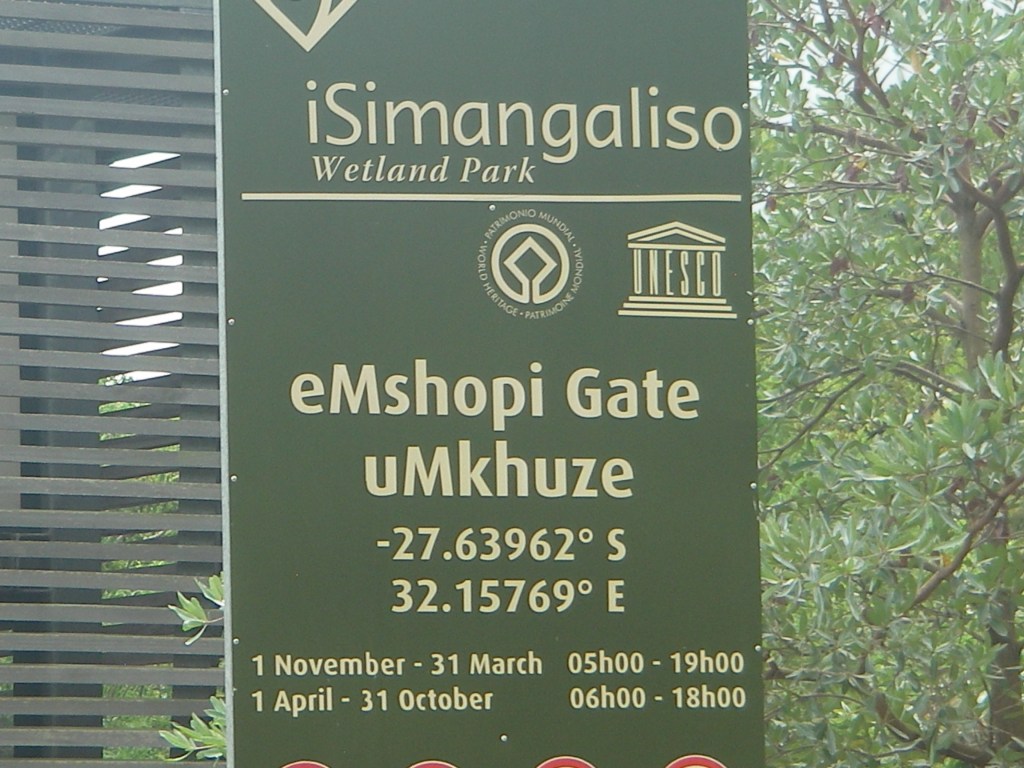 iSimangaliso
Wetland Park
WORLD HERITAGE • PATRIMONIO MUNDIAL • PATRIMOINE MONDIAL •
UNESCO
eMshopi Gate
uMkhuze
-27.63962° S
32.15769° E
1 November - 31 March 05h00 - 19h00
1 April - 31 October 06h00 - 18h00